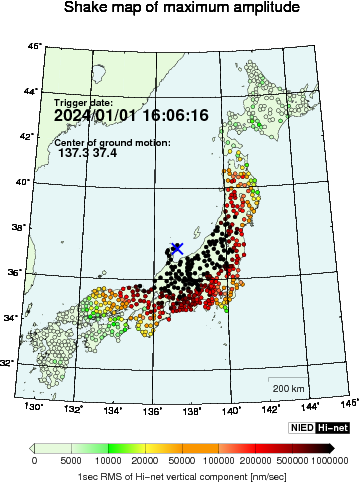 Shake map of maximum amplitude
45°
44°
42°
40°
38°
36°
34°
32°
Trigger date:
2024/01/01 16:06:16
Center of ground motion:
137.3 37.4
200 km
130° 132° 134° 136° 138° 140° 142° 144° 145°
NIED Hi-net
0 5000 10000 20000 50000 100000 200000 500000 1000000
1sec RMS of Hi-net vertical component [nm/sec]